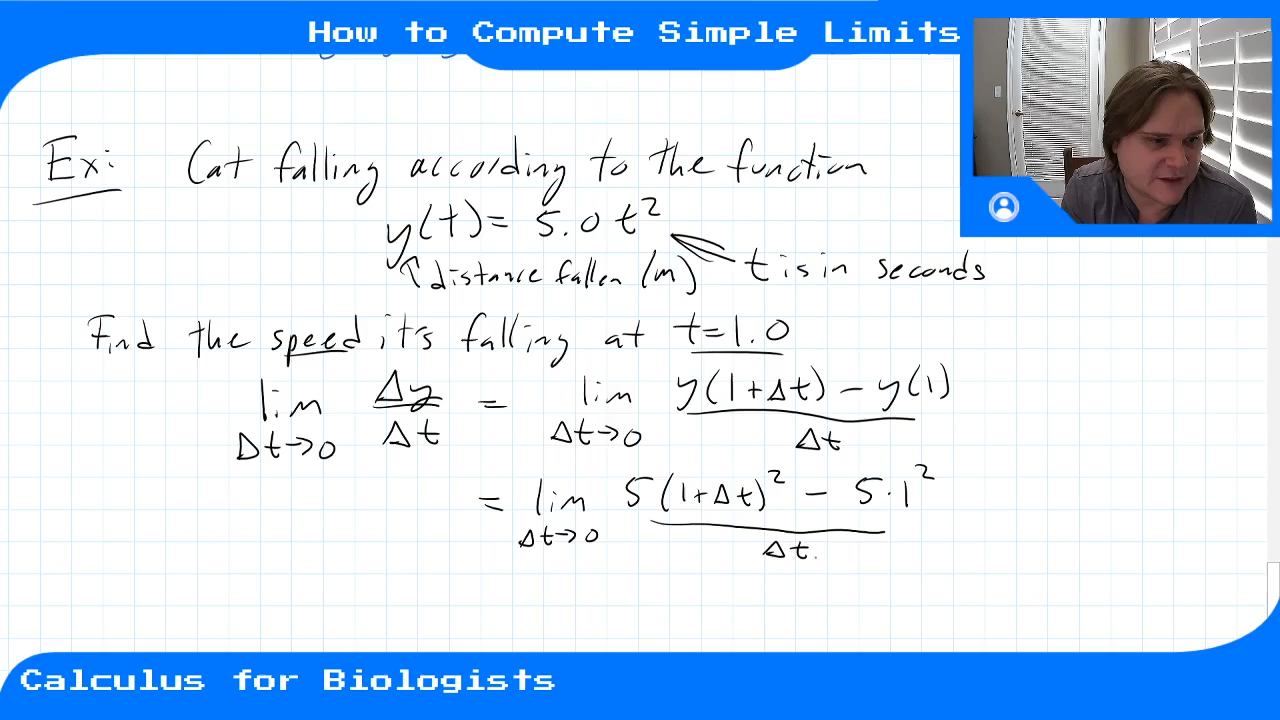 How to Compute Simple Limits
Ex: Cat falling according to the function
y(t) = 5.0 t²
↑ distance fallen (m)
t is in seconds
Find the speed it's falling at t=1.0
lim Δt→0 Δy/Δt = lim Δt→0 (y(1+Δt) − y(1))/Δt
= lim Δt→0 (5(1+Δt)² − 5·1²)/Δt
Calculus for Biologists